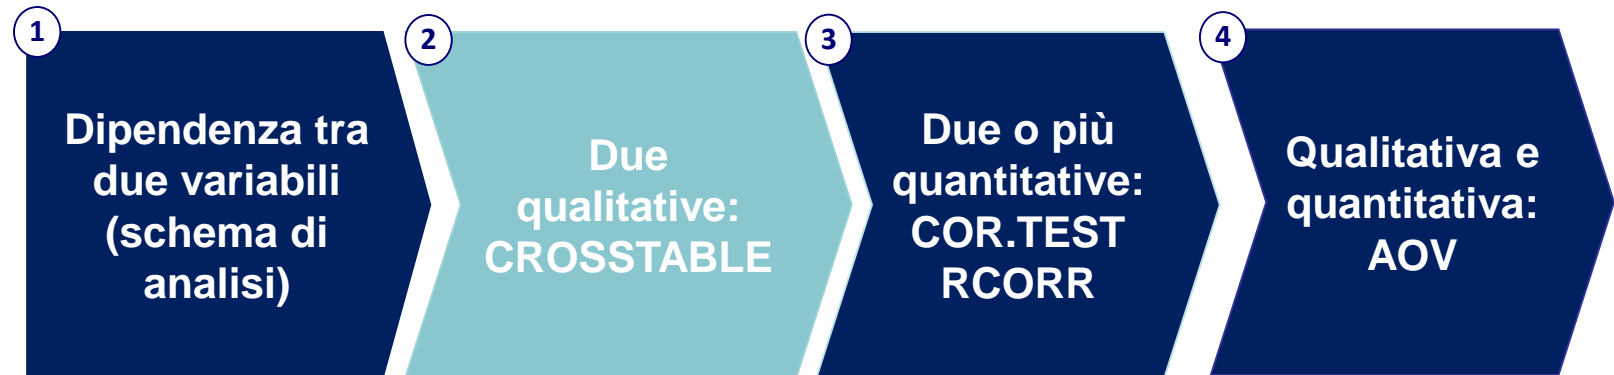 1
Dipendenza tra
due variabili
(schema di
analisi)
2
Due
qualitative:
CROSSTABLE
3
Due o più
quantitative:
COR.TEST
RCORR
4
Qualitativa e
quantitativa:
AOV